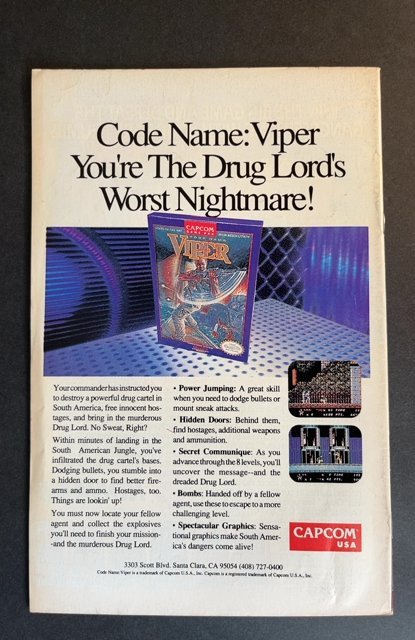 Code Name: Viper
You're The Drug Lord's
Worst Nightmare!
CAPCOM
CODE NAME
VIPER
Your commander has instructed you
to destroy a powerful drug cartel in
South America, free innocent hos-
tages, and bring in the murderous
Drug Lord. No Sweat, Right?
Within minutes of landing in the
South American Jungle, you've
infiltrated the drug cartel's bases.
Dodging bullets, you stumble into
a hidden door to find better fire-
arms and ammo. Hostages, too.
Things are lookin' up!
You must now locate your fellow
agent and collect the explosives
you'll need to finish your mission-
-and the murderous Drug Lord.
• Power Jumping: A great skill
when you need to dodge bullets or
mount sneak attacks.
• Hidden Doors: Behind them,
find hostages, additional weapons
and ammunition.
• Secret Communique: As you
advance through the 8 levels, you'll
uncover the message--and the
dreaded Drug Lord.
• Bombs: Handed off by a fellow
agent, use these to escape to a more
challenging level.
• Spectacular Graphics: Sensa-
tional graphics make South Amer-
ica's dangers come alive!
CAPCOM®
USA
3303 Scott Blvd. Santa Clara, CA 95054 (408) 727-0400
Code Name: Viper is a trademark of Capcom U.S.A., Inc. Capcom is a registered trademark of Capcom U.S.A., Inc.